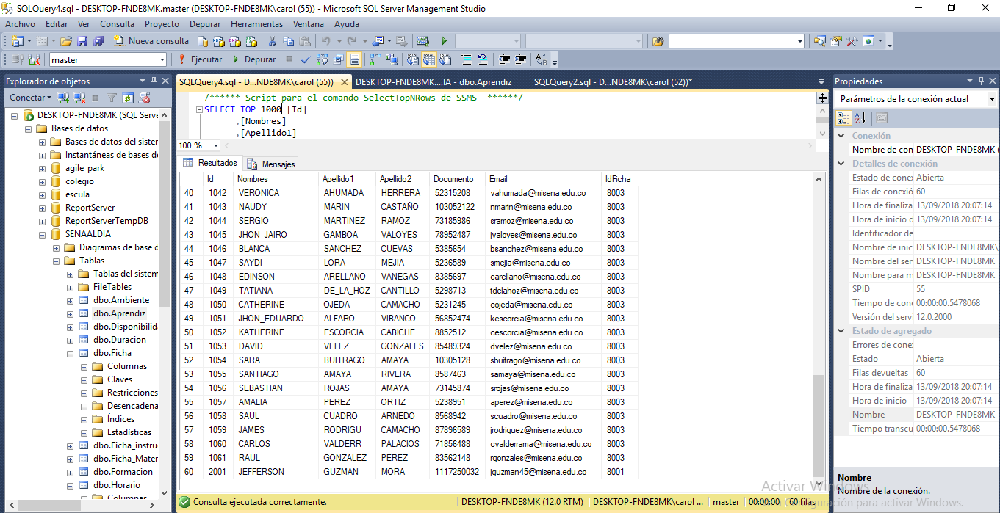 SQLQuery4.sql - DESKTOP-FNDE8MK.master (DESKTOP-FNDE8MK\carol (55)) - Microsoft SQL Server Management Studio
Archivo Editar Ver Consulta Proyecto Depurar Herramientas Ventana Ayuda
Nueva consulta
master Ejecutar Depurar
Explorador de objetos
Conectar
DESKTOP-FNDE8MK (SQL Serve
Bases de datos
Bases de datos del sister
Instantáneas de bases d
agile_park
colegio
escula
ReportServer
ReportServerTempDB
SENAALDIA
Diagramas de base d
Tablas
Tablas del sistem
FileTables
dbo.Ambiente
dbo.Aprendiz
dbo.Disponibilid
dbo.Duracion
dbo.Ficha
Columnas
Claves
Restricciones
Desencadena
Índices
Estadísticas
dbo.Ficha_instru
dbo.Ficha_Mater
dbo.Formacion
dbo.Horario
Columnas
SQLQuery4.sql - D...NDE8MK\carol (55)) DESKTOP-FNDE8MK....IA - dbo.Aprendiz SQLQuery2.sql - D...NDE8MK\carol (52))*
/****** Script para el comando SelectTopNRows de SSMS ******/
SELECT TOP 1000 [Id]
,[Nombres]
,[Apellido1]
100 %
Resultados Mensajes
Id Nombres Apellido1 Apellido2 Documento Email IdFicha
40 1042 VERONICA AHUMADA HERRERA 52315208 vahumada@misena.edu.co 8003
41 1043 NAUDY MARIN CASTAÑO 103052122 nmarin@misena.edu.co 8003
42 1044 SERGIO MARTINEZ RAMOZ 73185986 sramoz@misena.edu.co 8003
43 1045 JHON_JAIRO GAMBOA VALOYES 78952487 jvaloyes@misena.edu.co 8003
44 1046 BLANCA SANCHEZ CUEVAS 5385654 bsanchez@misena.edu.co 8003
45 1047 SAYDI LORA MEJIA 5236589 smejia@misena.edu.co 8003
46 1048 EDINSON ARELLANO VANEGAS 8385697 earellano@misena.edu.co 8003
47 1049 TATIANA DE_LA_HOZ CANTILLO 5298713 tdelahoz@misena.edu.co 8003
48 1050 CATHERINE OJEDA CAMACHO 5231245 cojeda@misena.edu.co 8003
49 1051 JHON_EDUARDO ALFARO VIBANCO 56852474 kescorcia@misena.edu.co 8003
50 1052 KATHERINE ESCORCIA CABICHE 8852512 cescorcia@misena.edu.co 8003
51 1053 DAVID VELEZ GONZALES 85489324 dvelez@misena.edu.co 8003
52 1054 SARA BUITRAGO AMAYA 10305128 sbuitrago@misena.edu.co 8003
53 1055 SANTIAGO AMAYA RIVERA 8587463 samaya@misena.edu.co 8003
54 1056 SEBASTIAN ROJAS AMAYA 73145874 srojas@misena.edu.co 8003
55 1057 AMALIA PEREZ ORTIZ 5238951 aperez@misena.edu.co 8003
56 1058 SAUL CUADRO ARNEDO 8568942 scuadro@misena.edu.co 8003
57 1059 JAMES RODRIGU CAMACHO 87896589 jrodriguez@misena.edu.co 8003
58 1060 CARLOS VALDERR PALACIOS 71856488 cvalderrama@misena.edu.co 8003
59 1061 RAUL GONZALEZ PEREZ 83562148 rgonzales@misena.edu.co 8003
60 2001 JEFFERSON GUZMAN MORA 1117250032 jguzman45@misena.edu.co 8001
Consulta ejecutada correctamente. DESKTOP-FNDE8MK (12.0 RTM) DESKTOP-FNDE8MK\carol ... master 00:00:00 60 filas
Propiedades
Parámetros de la conexión actual
Conexión
Nombre de con DESKTOP-FNDE8MK (
Detalles de conexión
Estado de conex Abierta
Filas de conexió 60
Hora de finaliza 13/09/2018 20:07:14
Hora de inicio d 13/09/2018 20:07:14
Identificador de
Nombre de inic DESKTOP-FNDE8MK\
Nombre del ser DESKTOP-FNDE8MK
Nombre para m DESKTOP-FNDE8MK
SPID 55
Tiempo de con 00:00:00.5478068
Versión del serv 12.0.2000
Estado de agregado
Errores de cone
Estado Abierta
Filas devueltas 60
Hora de finaliza 13/09/2018 20:07:14
Hora de inicio 13/09/2018 20:07:14
Nombre DESKTOP-FNDE8MK
Tiempo transcu 00:00:00.5478068
Nombre
Nombre de la conexión.
Activar Windows
Configuración para activar Windows.